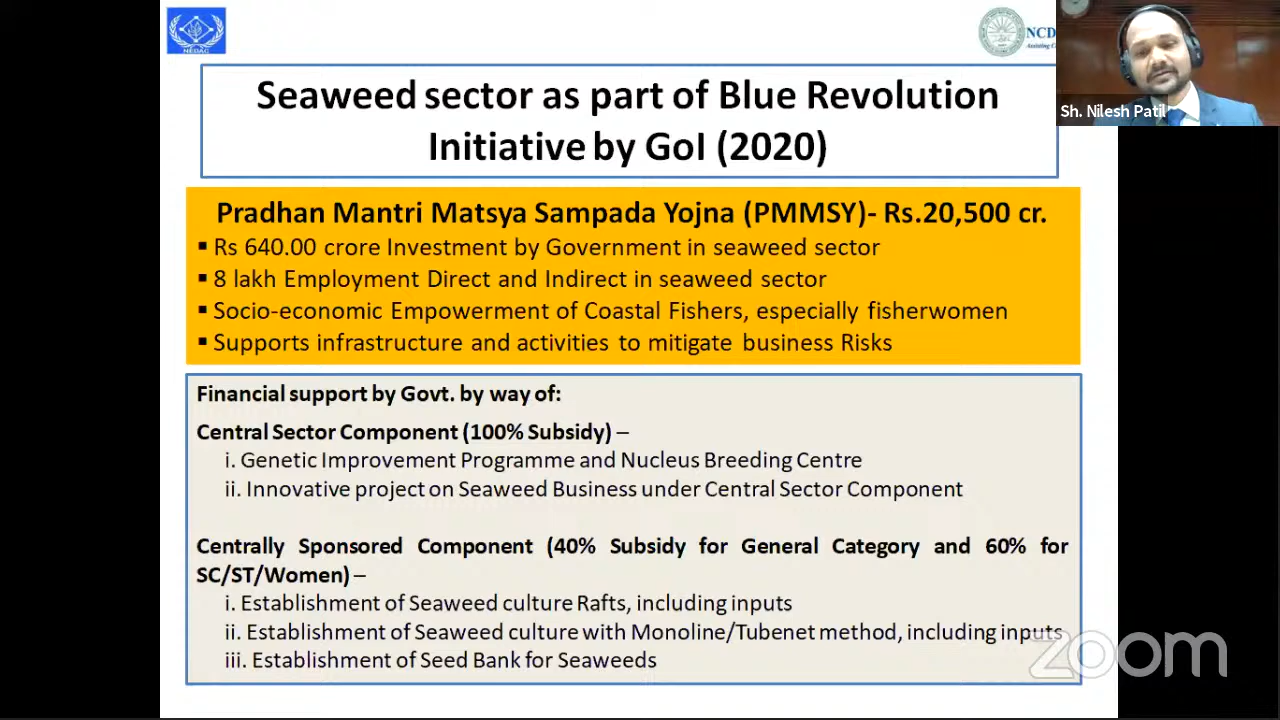 NEDAC
NCD
Assisting C
Sh. Nilesh Patil
Seaweed sector as part of Blue Revolution
Initiative by GoI (2020)
Pradhan Mantri Matsya Sampada Yojna (PMMSY)- Rs.20,500 cr.
▪ Rs 640.00 crore Investment by Government in seaweed sector
▪ 8 lakh Employment Direct and Indirect in seaweed sector
▪ Socio-economic Empowerment of Coastal Fishers, especially fisherwomen
▪ Supports infrastructure and activities to mitigate business Risks
Financial support by Govt. by way of:
Central Sector Component (100% Subsidy) –
i. Genetic Improvement Programme and Nucleus Breeding Centre
ii. Innovative project on Seaweed Business under Central Sector Component
Centrally Sponsored Component (40% Subsidy for General Category and 60% for
SC/ST/Women) –
i. Establishment of Seaweed culture Rafts, including inputs
ii. Establishment of Seaweed culture with Monoline/Tubenet method, including inputs
iii. Establishment of Seed Bank for Seaweeds
zoom